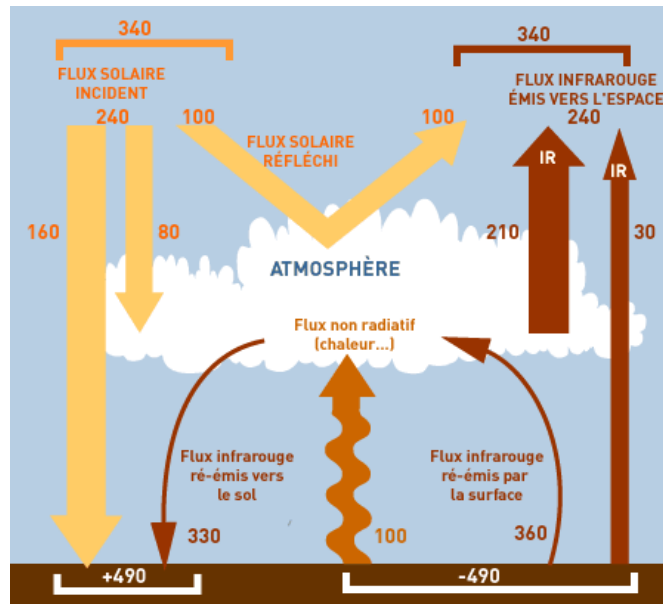 340
FLUX SOLAIRE
INCIDENT
240
100
FLUX SOLAIRE
RÉFLÉCHI
100
340
FLUX INFRAROUGE
ÉMIS VERS L'ESPACE
240
IR
IR
160
80
210
30
ATMOSPHÈRE
Flux non radiatif
(chaleur...)
Flux infrarouge
ré-émis vers
le sol
Flux infrarouge
ré-émis par
la surface
330
100
360
+490
-490